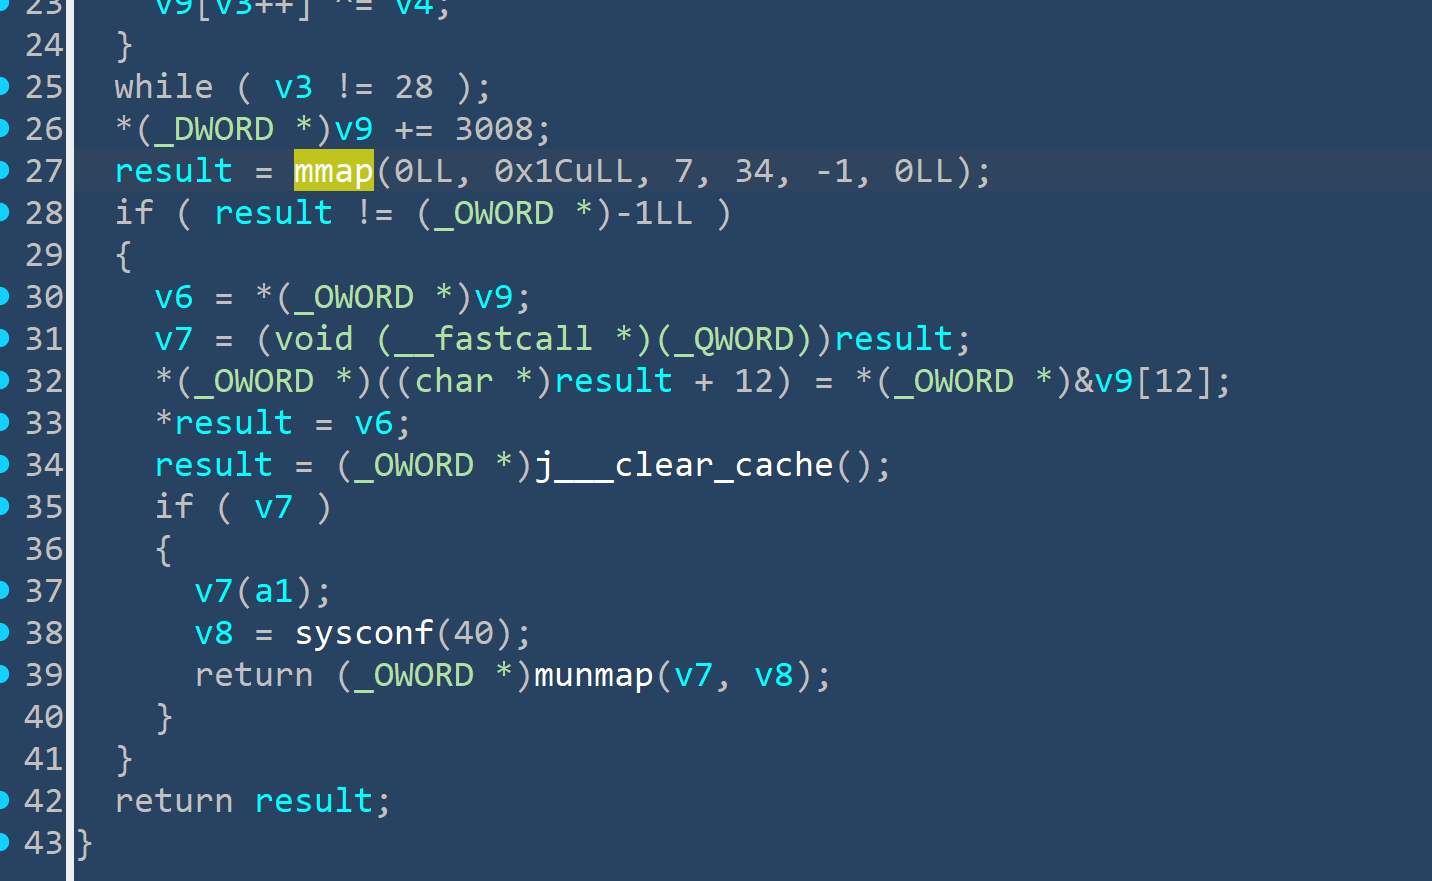 23 v9[v3++] ^= v4;
24 }
25 while ( v3 != 28 );
26 *(_DWORD *)v9 += 3008;
27 result = mmap(0LL, 0x1CuLL, 7, 34, -1, 0LL);
28 if ( result != (_OWORD *)-1LL )
29 {
30 v6 = *(_OWORD *)v9;
31 v7 = (void (__fastcall *)(_QWORD))result;
32 *(_OWORD *)((char *)result + 12) = *(_OWORD *)&v9[12];
33 *result = v6;
34 result = (_OWORD *)j___clear_cache();
35 if ( v7 )
36 {
37 v7(a1);
38 v8 = sysconf(40);
39 return (_OWORD *)munmap(v7, v8);
40 }
41 }
42 return result;
43 }